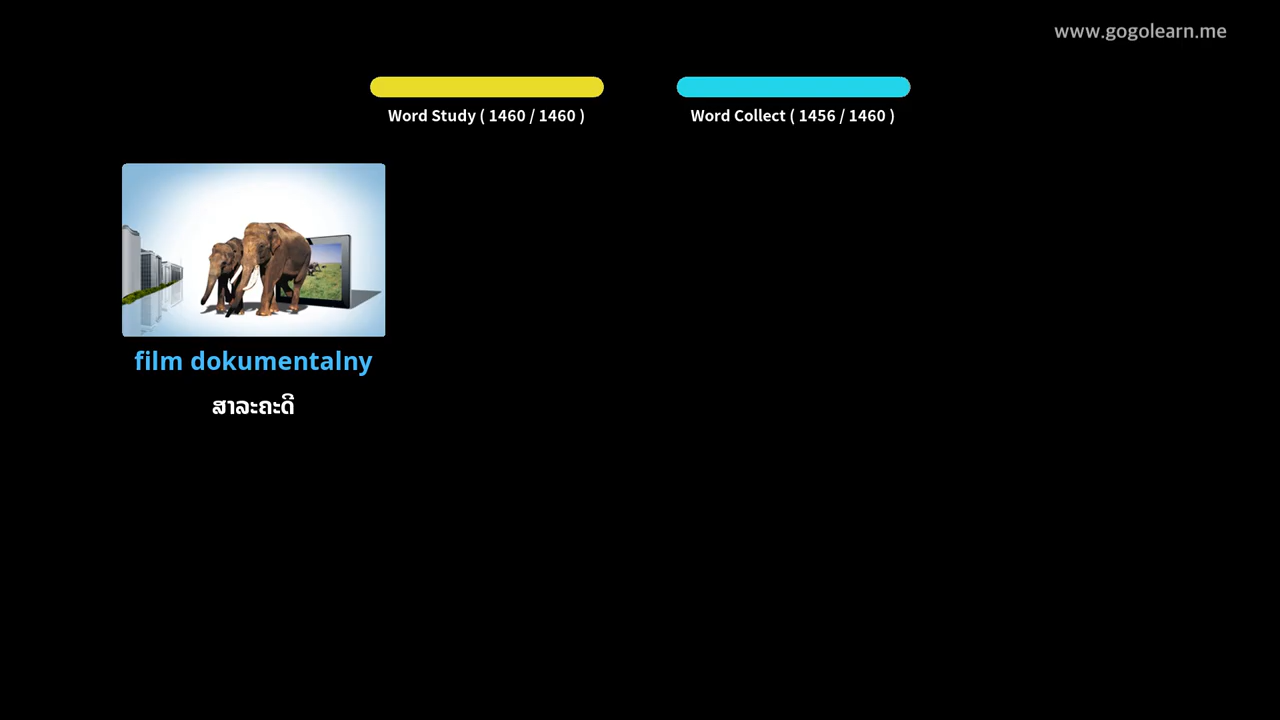 www.gogolearn.me
Word Study ( 1460 / 1460 )
Word Collect ( 1456 / 1460 )
film dokumentalny
ສາລະຄະດີ